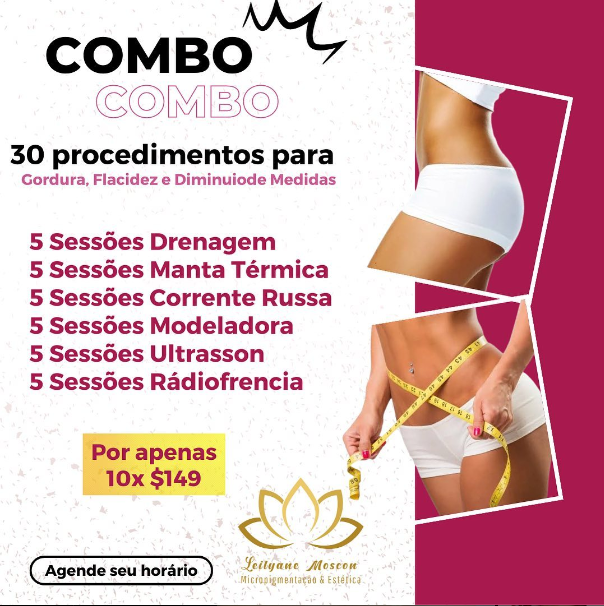 COMBO
COMBO
30 procedimentos para
Gordura, Flacidez e Diminuiode Medidas
5 Sessões Drenagem
5 Sessões Manta Térmica
5 Sessões Corrente Russa
5 Sessões Modeladora
5 Sessões Ultrasson
5 Sessões Rádiofrencia
Por apenas
10x $149
Leilyane Moscon
Micropigmentação & Estética
Agende seu horário